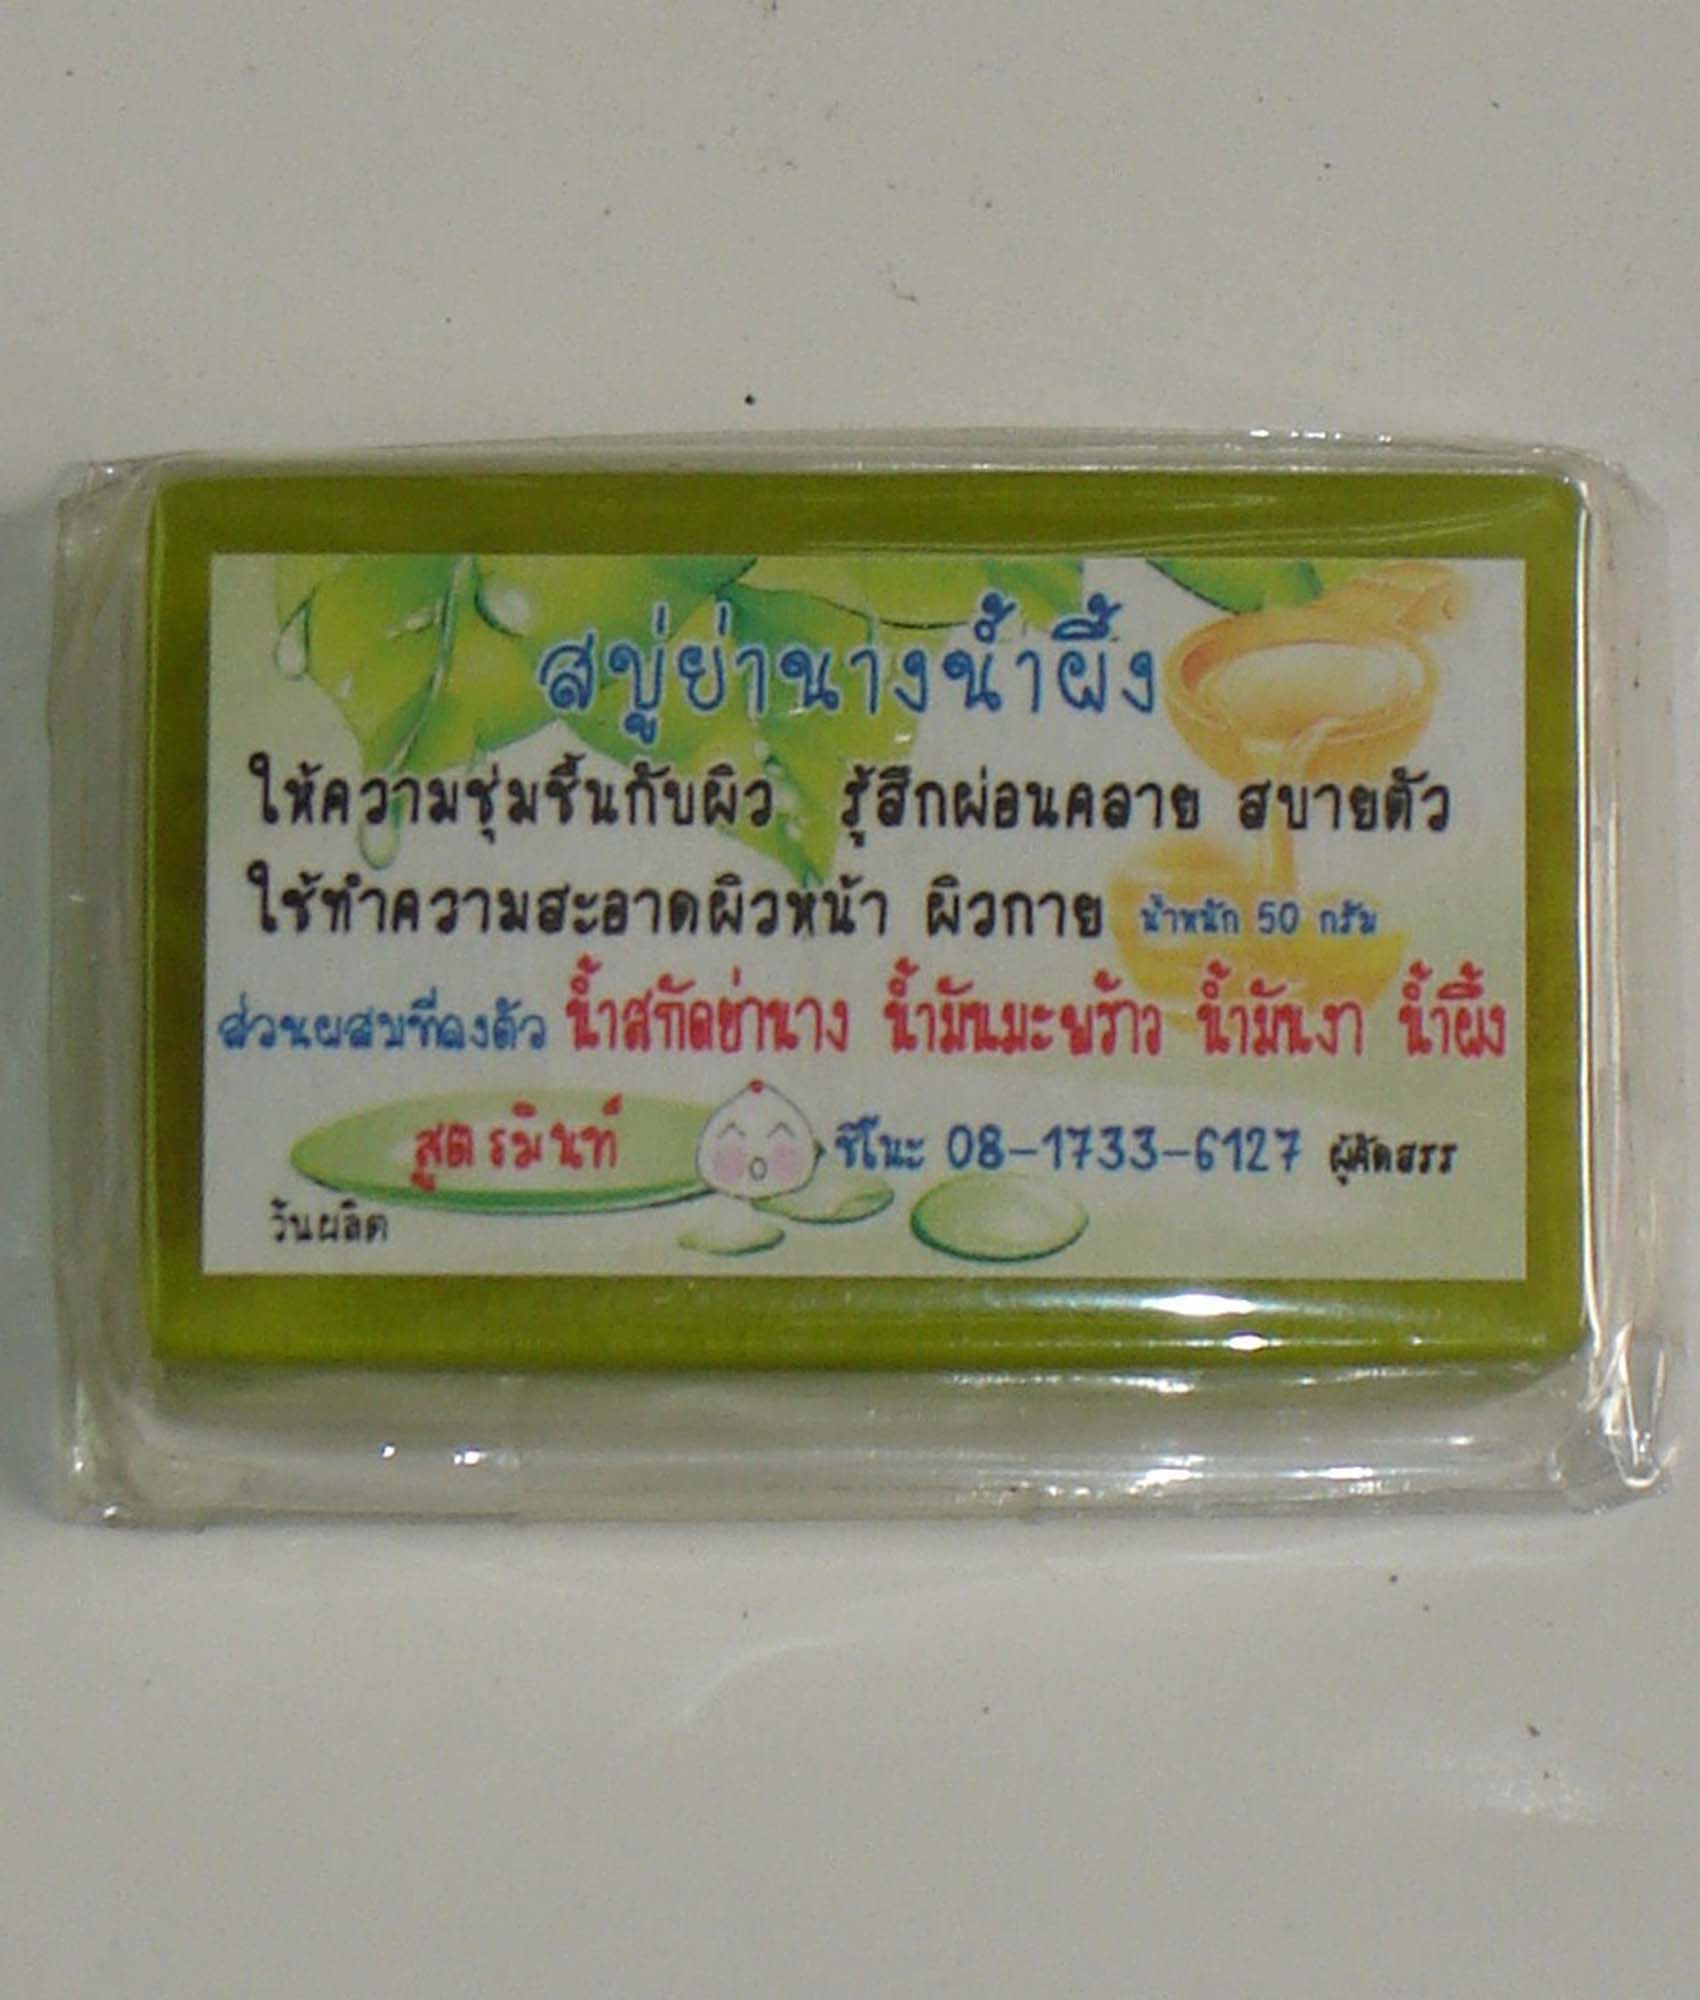 สบู่ย่านางน้ำผึ้ง
ให้ความชุ่มชื้นกับผิว รู้สึกผ่อนคลาย สบายตัว
ใช้ทำความสะอาดผิวหน้า ผิวกาย น้ำหนัก 50 กรัม
ส่วนผสมที่ลงตัว น้ำสกัดย่านาง น้ำมันมะพร้าว น้ำมันงา น้ำผึ้ง
สูตรมินท์ ชิโนะ 08-1733-6127 ผู้คัดสรร
วันผลิต